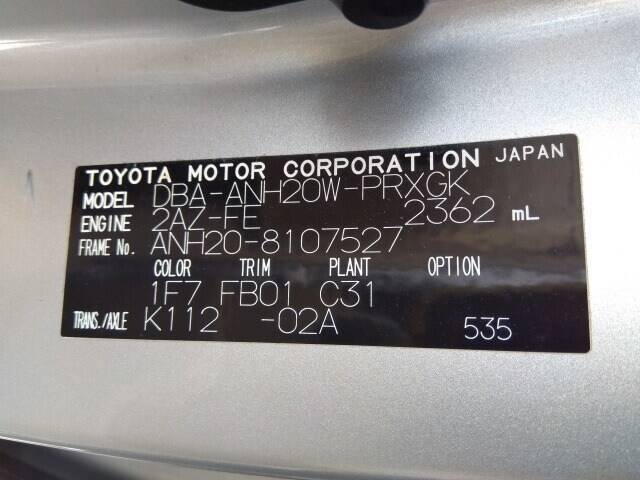 TOYOTA MOTOR CORPORATION JAPAN
MODEL DBA-ANH20W-PRXGK
ENGINE 2AZ-FE 2362 mL
FRAME No. ANH20-8107527
COLOR TRIM PLANT OPTION
1F7 FB01 C31
TRANS./AXLE K112 -02A 535